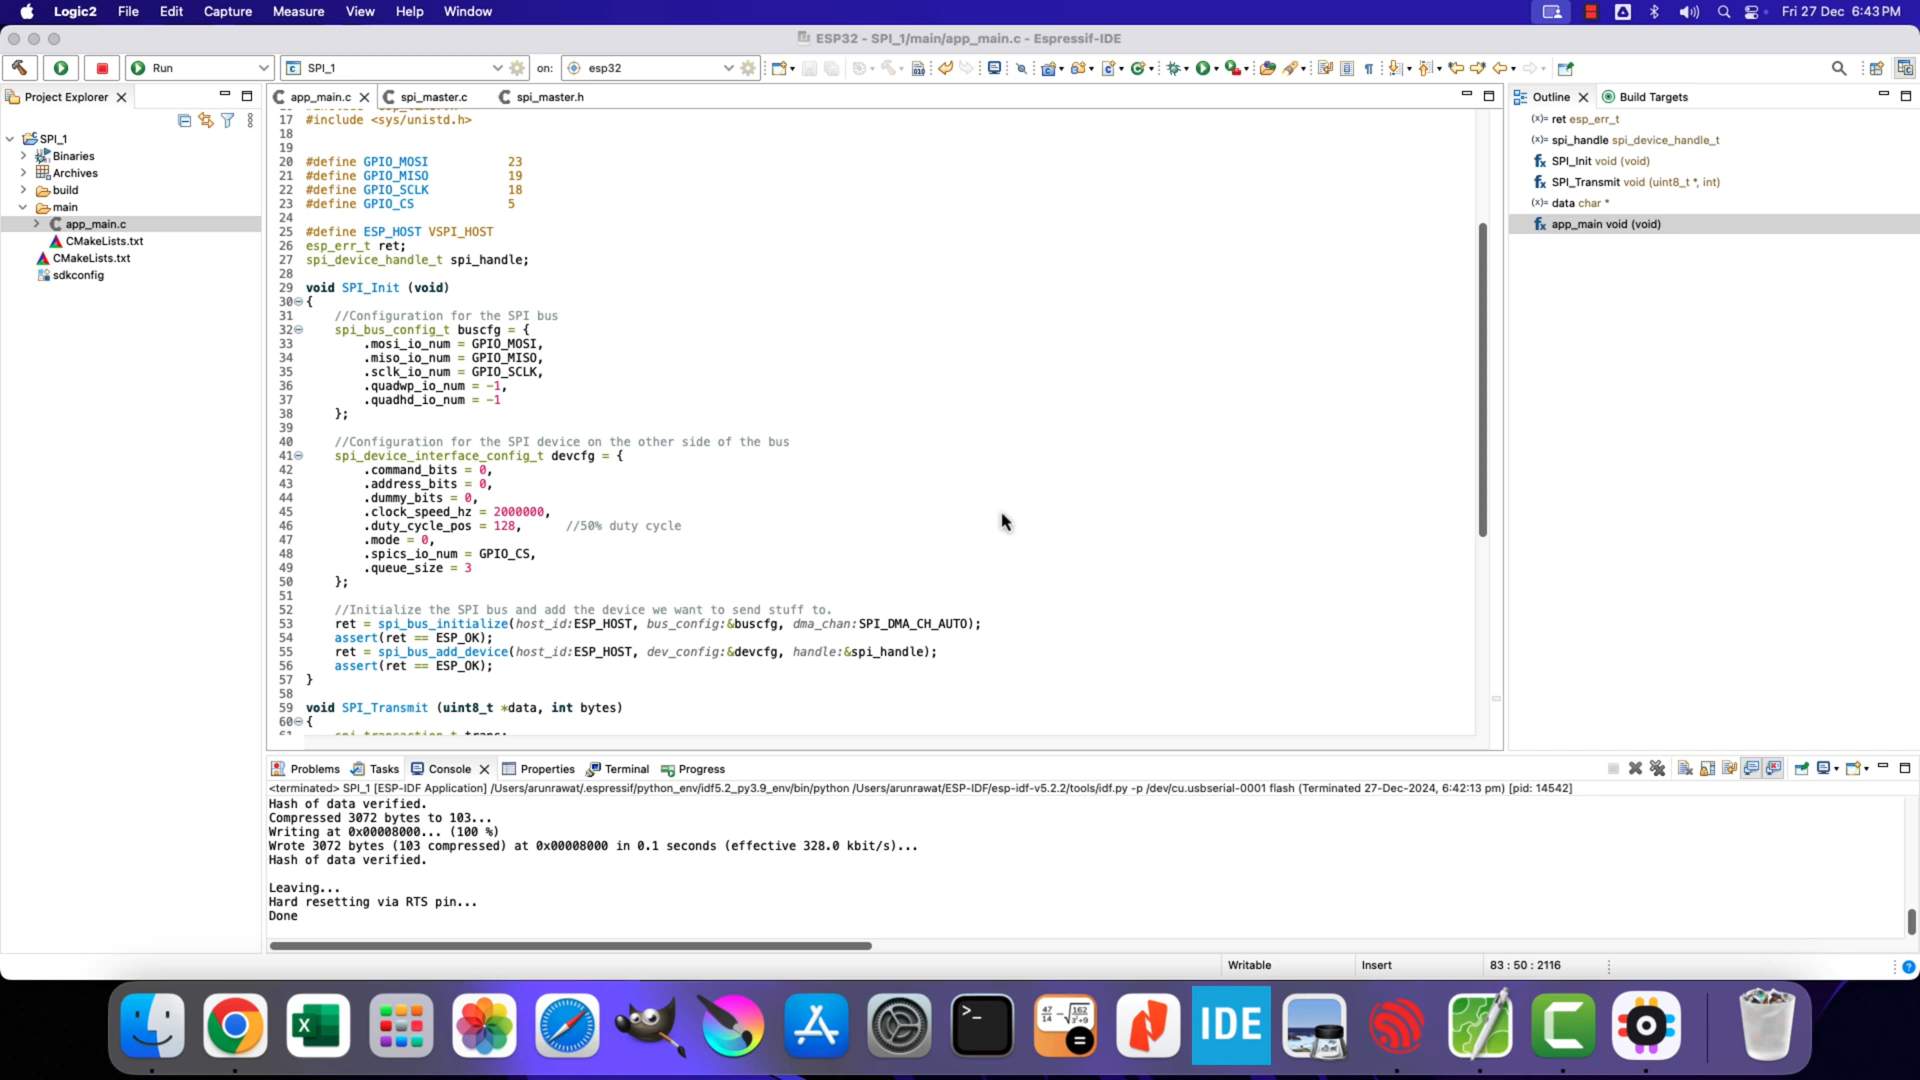 Logic2 File Edit Capture Measure View Help Window Fri 27 Dec 6:43 PM
ESP32 - SPI_1/main/app_main.c - Espressif-IDE
Run SPI_1 on: esp32
Project Explorer
SPI_1
Binaries
Archives
build
main
app_main.c
CMakeLists.txt
CMakeLists.txt
sdkconfig
app_main.c spi_master.c spi_master.h
17 #include <sys/unistd.h>
18
19
20 #define GPIO_MOSI 23
21 #define GPIO_MISO 19
22 #define GPIO_SCLK 18
23 #define GPIO_CS 5
24
25 #define ESP_HOST VSPI_HOST
26 esp_err_t ret;
27 spi_device_handle_t spi_handle;
28
29 void SPI_Init (void)
30 {
31 //Configuration for the SPI bus
32 spi_bus_config_t buscfg = {
33 .mosi_io_num = GPIO_MOSI,
34 .miso_io_num = GPIO_MISO,
35 .sclk_io_num = GPIO_SCLK,
36 .quadwp_io_num = -1,
37 .quadhd_io_num = -1
38 };
39
40 //Configuration for the SPI device on the other side of the bus
41 spi_device_interface_config_t devcfg = {
42 .command_bits = 0,
43 .address_bits = 0,
44 .dummy_bits = 0,
45 .clock_speed_hz = 2000000,
46 .duty_cycle_pos = 128, //50% duty cycle
47 .mode = 0,
48 .spics_io_num = GPIO_CS,
49 .queue_size = 3
50 };
51
52 //Initialize the SPI bus and add the device we want to send stuff to.
53 ret = spi_bus_initialize(host_id:ESP_HOST, bus_config:&buscfg, dma_chan:SPI_DMA_CH_AUTO);
54 assert(ret == ESP_OK);
55 ret = spi_bus_add_device(host_id:ESP_HOST, dev_config:&devcfg, handle:&spi_handle);
56 assert(ret == ESP_OK);
57 }
58
59 void SPI_Transmit (uint8_t *data, int bytes)
60 {
Outline Build Targets
ret esp_err_t
spi_handle spi_device_handle_t
SPI_Init void (void)
SPI_Transmit void (uint8_t *, int)
data char *
app_main void (void)
Problems Tasks Console Properties Terminal Progress
<terminated> SPI_1 [ESP-IDF Application] /Users/arunrawat/.espressif/python_env/idf5.2_py3.9_env/bin/python /Users/arunrawat/ESP-IDF/esp-idf-v5.2.2/tools/idf.py -p /dev/cu.usbserial-0001 flash (Terminated 27-Dec-2024, 6:42:13 pm) [pid: 14542]
Hash of data verified.
Compressed 3072 bytes to 103...
Writing at 0x00008000... (100 %)
Wrote 3072 bytes (103 compressed) at 0x00008000 in 0.1 seconds (effective 328.0 kbit/s)...
Hash of data verified.
Leaving...
Hard resetting via RTS pin...
Done
Writable Insert 83 : 50 : 2116
IDE